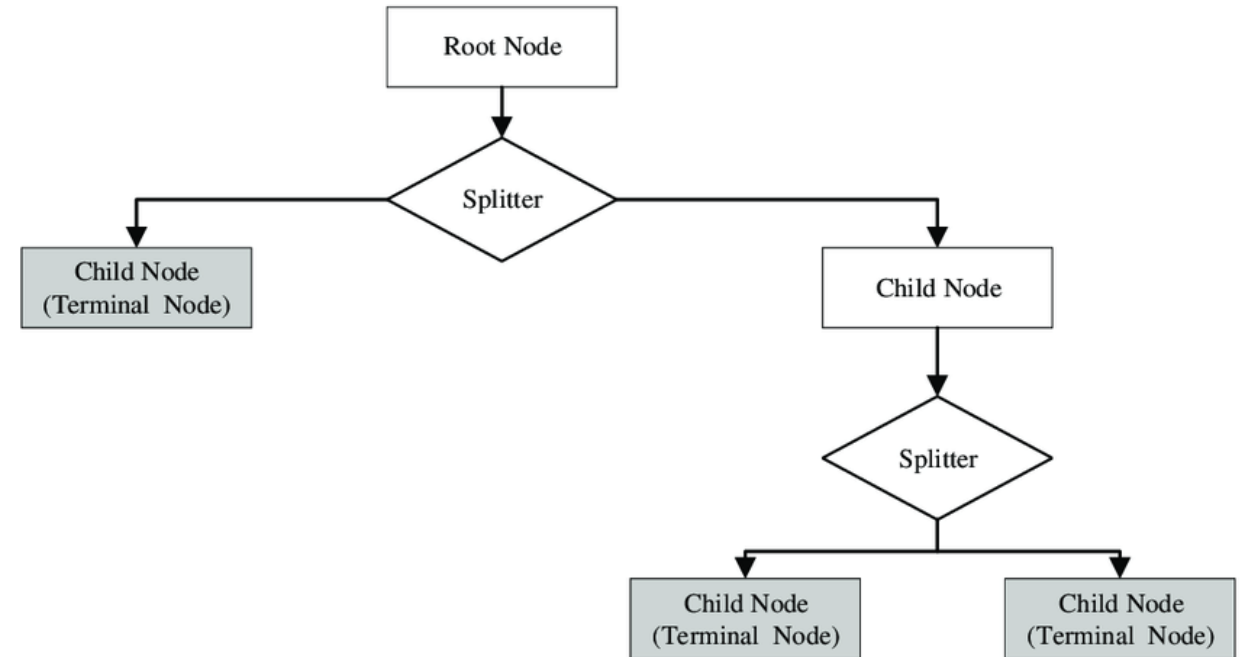 Root Node
Splitter
Child Node
(Terminal Node)
Child Node
Splitter
Child Node
(Terminal Node)
Child Node
(Terminal Node)